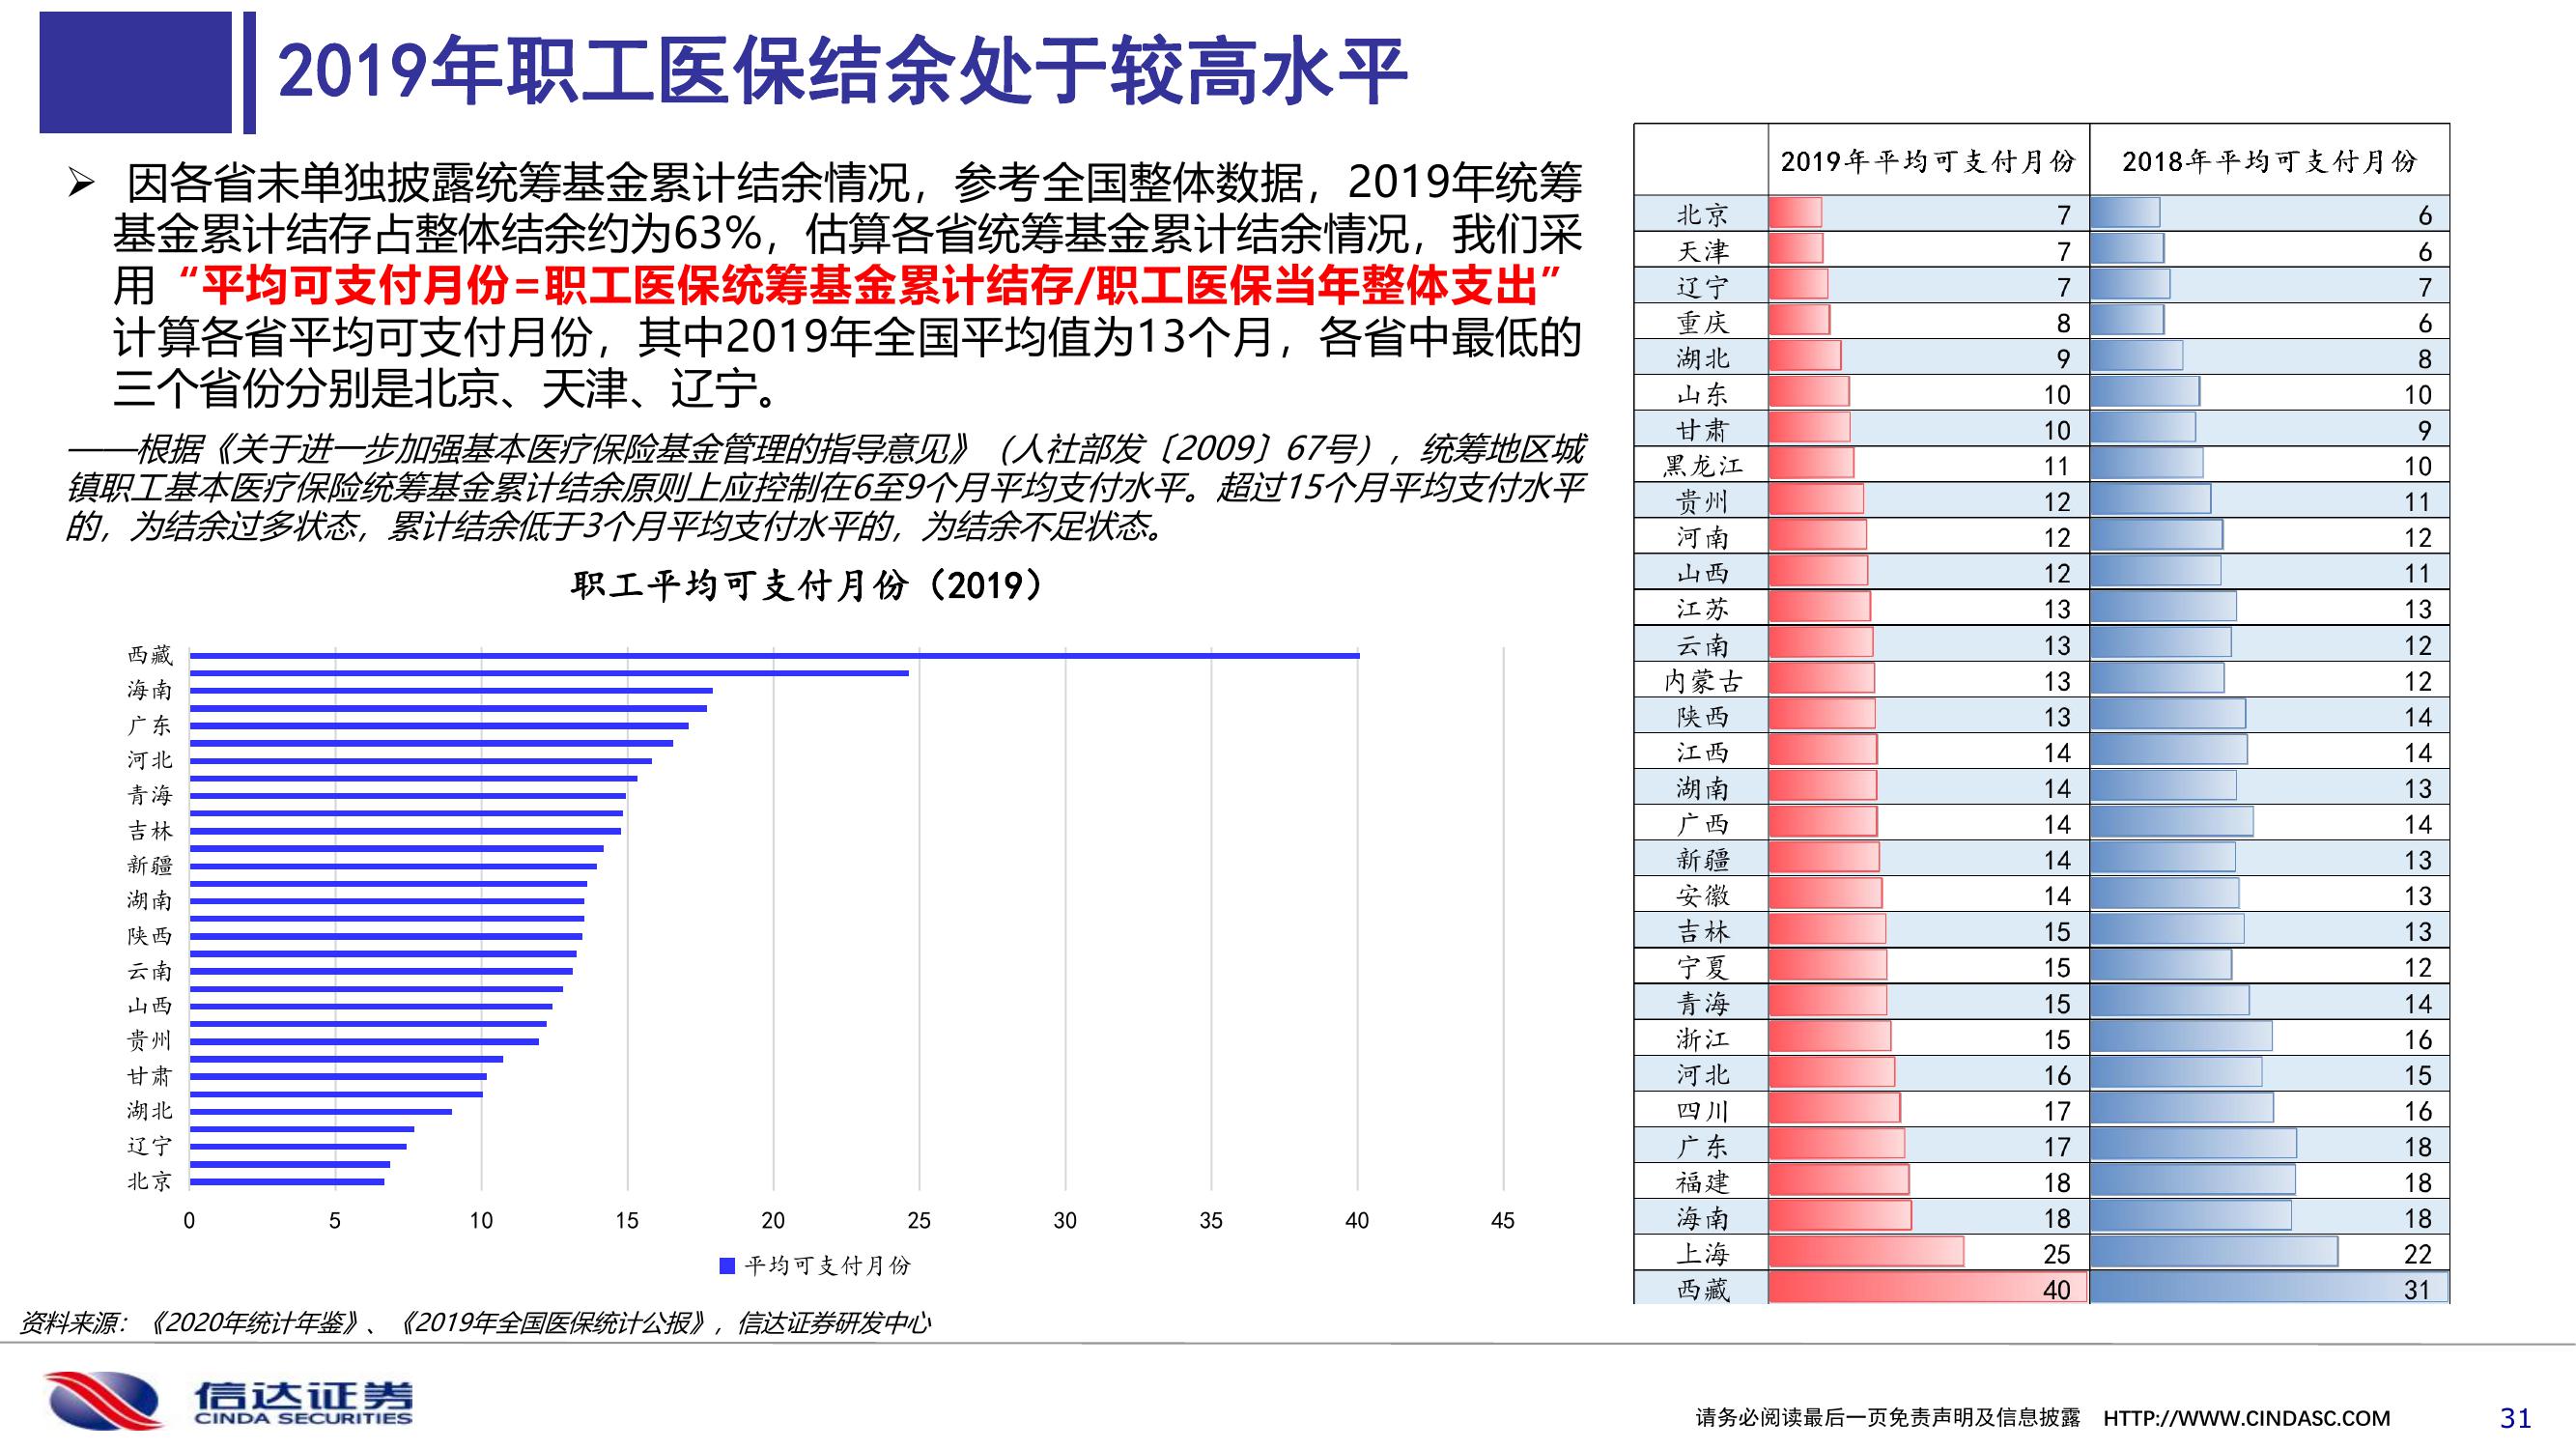 2019年职工医保结余处于较高水平
➢ 因各省未单独披露统筹基金累计结余情况，参考全国整体数据，2019年统筹
基金累计结存占整体结余约为63%，估算各省统筹基金累计结余情况，我们采
用“平均可支付月份=职工医保统筹基金累计结存/职工医保当年整体支出”
计算各省平均可支付月份，其中2019年全国平均值为13个月，各省中最低的
三个省份分别是北京、天津、辽宁。
——根据《关于进一步加强基本医疗保险基金管理的指导意见》（人社部发〔2009〕67号），统筹地区城
镇职工基本医疗保险统筹基金累计结余原则上应控制在6至9个月平均支付水平。超过15个月平均支付水平
的，为结余过多状态，累计结余低于3个月平均支付水平的，为结余不足状态。
职工平均可支付月份（2019）
西藏
海南
广东
河北
青海
吉林
新疆
湖南
陕西
云南
山西
贵州
甘肃
湖北
辽宁
北京
0 5 10 15 20 25 30 35 40 45
平均可支付月份
2019年平均可支付月份 2018年平均可支付月份
北京 7 6
天津 7 6
辽宁 7 7
重庆 8 6
湖北 9 8
山东 10 10
甘肃 10 9
黑龙江 11 10
贵州 12 11
河南 12 12
山西 12 11
江苏 13 13
云南 13 12
内蒙古 13 12
陕西 13 14
江西 14 14
湖南 14 13
广西 14 14
新疆 14 13
安徽 14 13
吉林 15 13
宁夏 15 12
青海 15 14
浙江 15 16
河北 16 15
四川 17 16
广东 17 18
福建 18 18
海南 18 18
上海 25 22
西藏 40 31
资料来源：《2020年统计年鉴》、《2019年全国医保统计公报》，信达证券研发中心
信达证券
CINDA SECURITIES
请务必阅读最后一页免责声明及信息披露 HTTP://WWW.CINDASC.COM 31